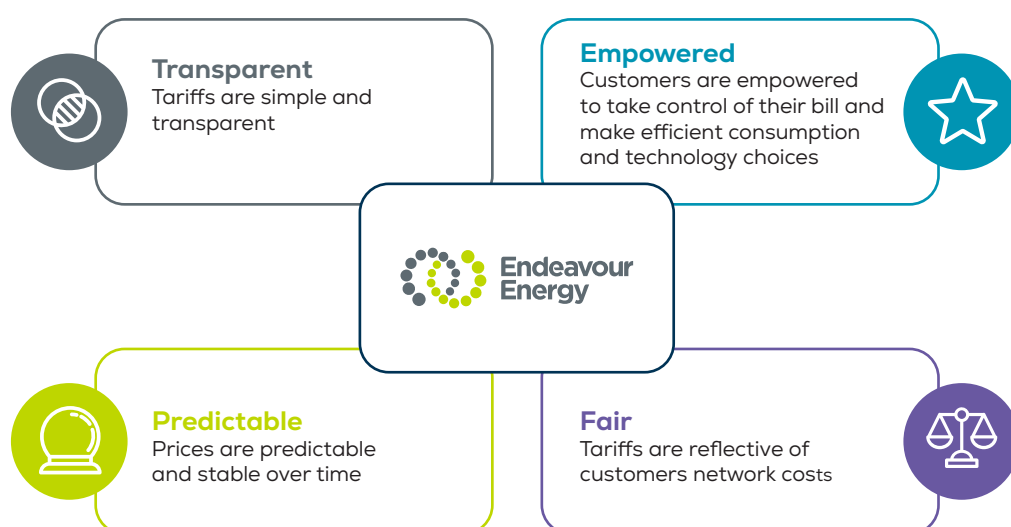 Transparent
Tariffs are simple and
transparent
Empowered
Customers are empowered
to take control of their bill and
make efficient consumption
and technology choices
Endeavour
Energy
Predictable
Prices are predictable
and stable over time
Fair
Tariffs are reflective of
customers network costs